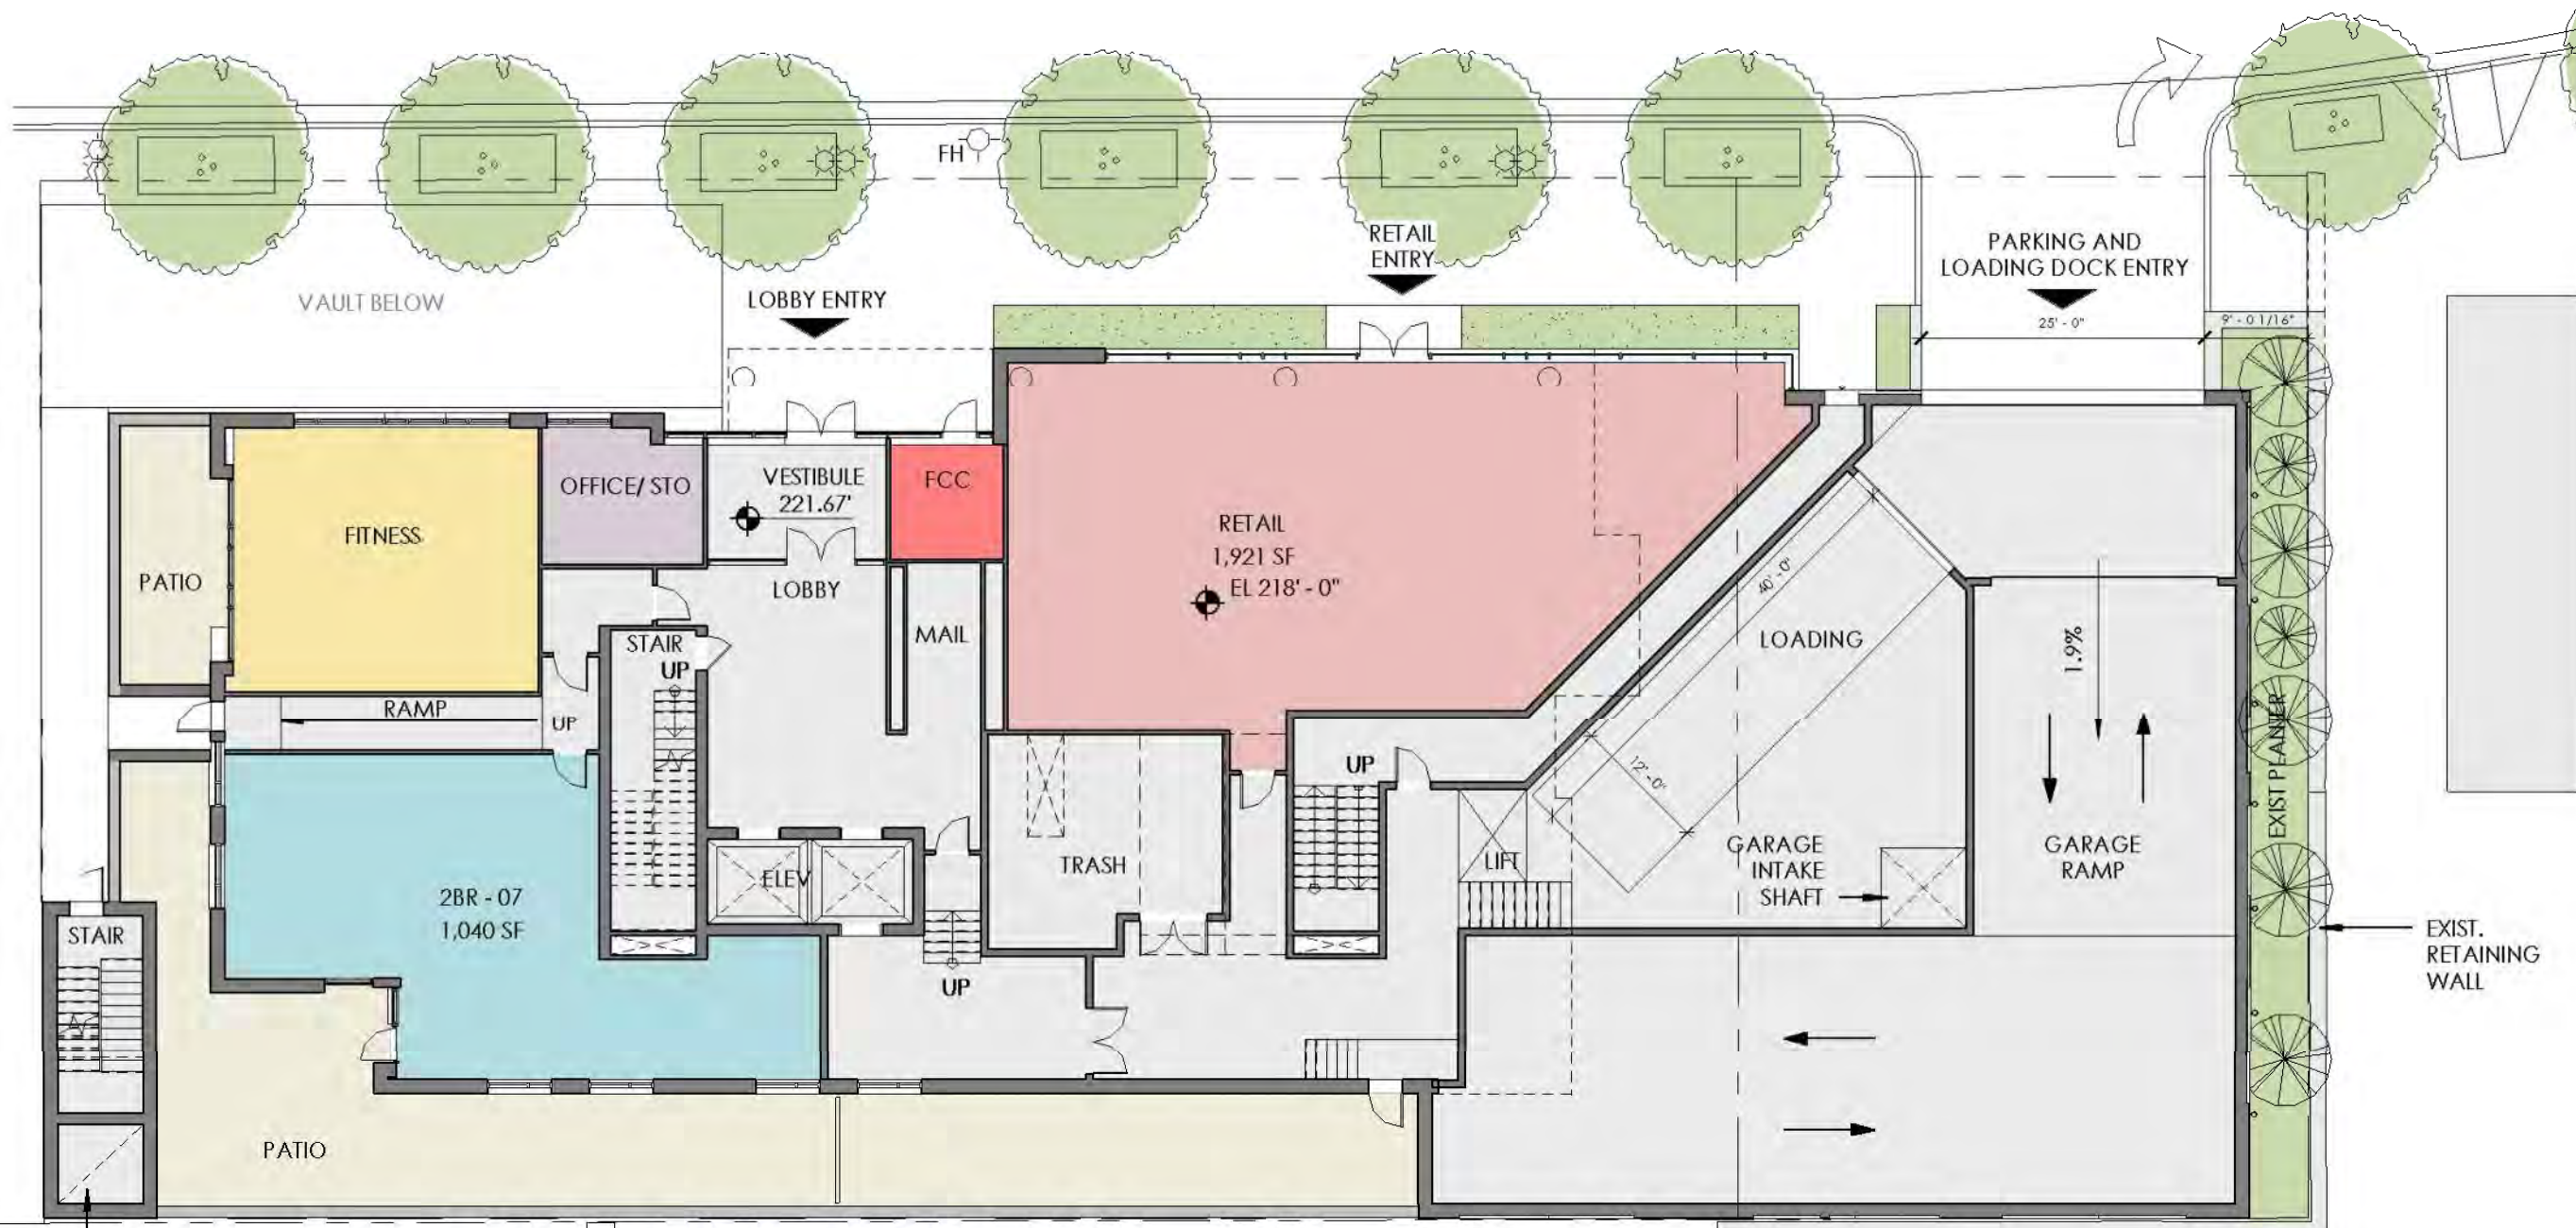 FH
RETAIL
ENTRY
PARKING AND
LOADING DOCK ENTRY
VAULT BELOW
LOBBY ENTRY
25' - 0"
9' - 0 1/16"
OFFICE/ STO
VESTIBULE
221.67'
FCC
FITNESS
RETAIL
1,921 SF
EL 218' - 0"
PATIO
LOBBY
40' - 0"
STAIR
UP
MAIL
LOADING
1.9%
RAMP
UP
EXIST PLANER
UP
12' - 0"
ELEV
TRASH
LIFT
GARAGE
INTAKE
SHAFT
GARAGE
RAMP
2BR - 07
1,040 SF
STAIR
UP
EXIST.
RETAINING
WALL
PATIO